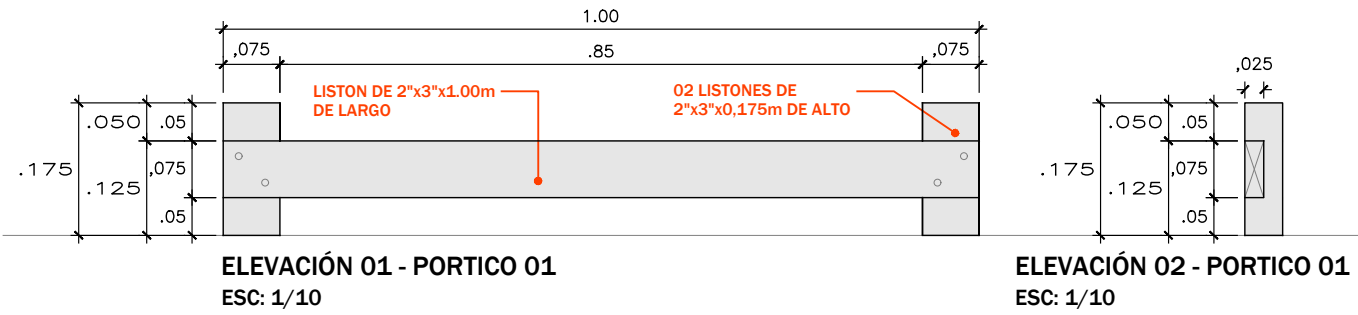 1.00
,075 .85 ,075
LISTON DE 2"x3"x1.00m
DE LARGO
02 LISTONES DE
2"x3"x0,175m DE ALTO
.050 .05
.175
.125 ,075
.05
ELEVACIÓN 01 - PORTICO 01
ESC: 1/10
,025
.050 .05
.175
.125 ,075
.05
ELEVACIÓN 02 - PORTICO 01
ESC: 1/10